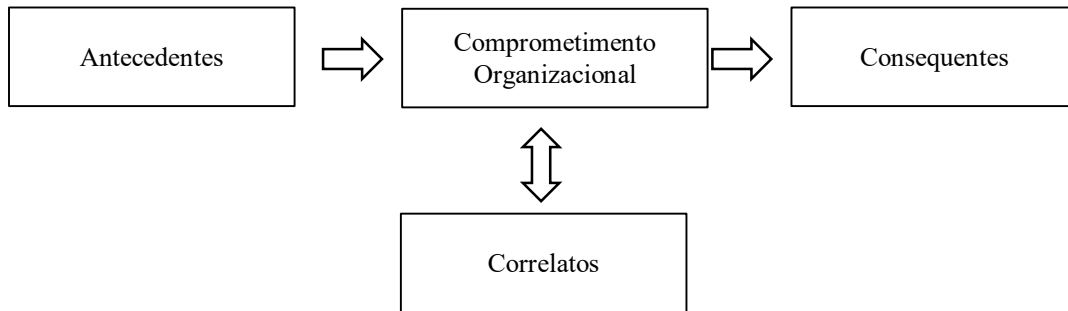 Antecedentes
Comprometimento
Organizacional
Consequentes
Correlatos